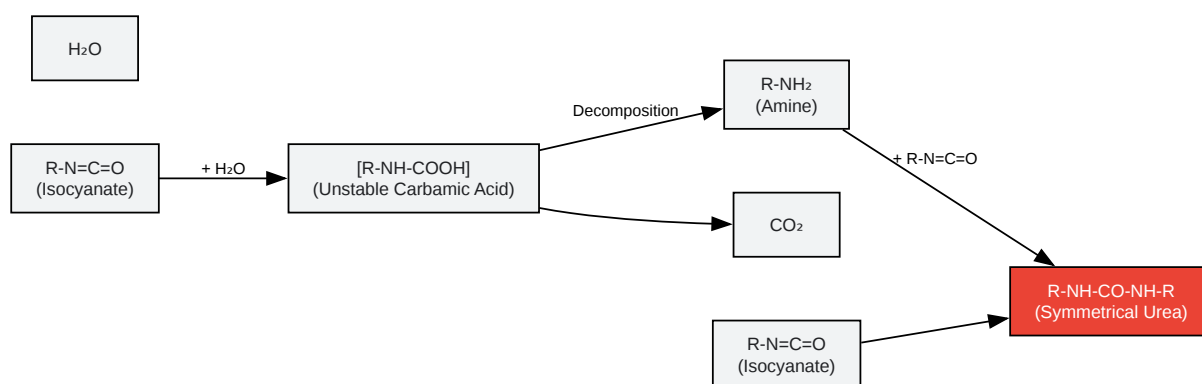 H₂O
R-N=C=O
(Isocyanate)
+ H₂O
[R-NH-COOH]
(Unstable Carbamic Acid)
Decomposition
R-NH₂
(Amine)
+ R-N=C=O
CO₂
R-NH-CO-NH-R
(Symmetrical Urea)
R-N=C=O
(Isocyanate)